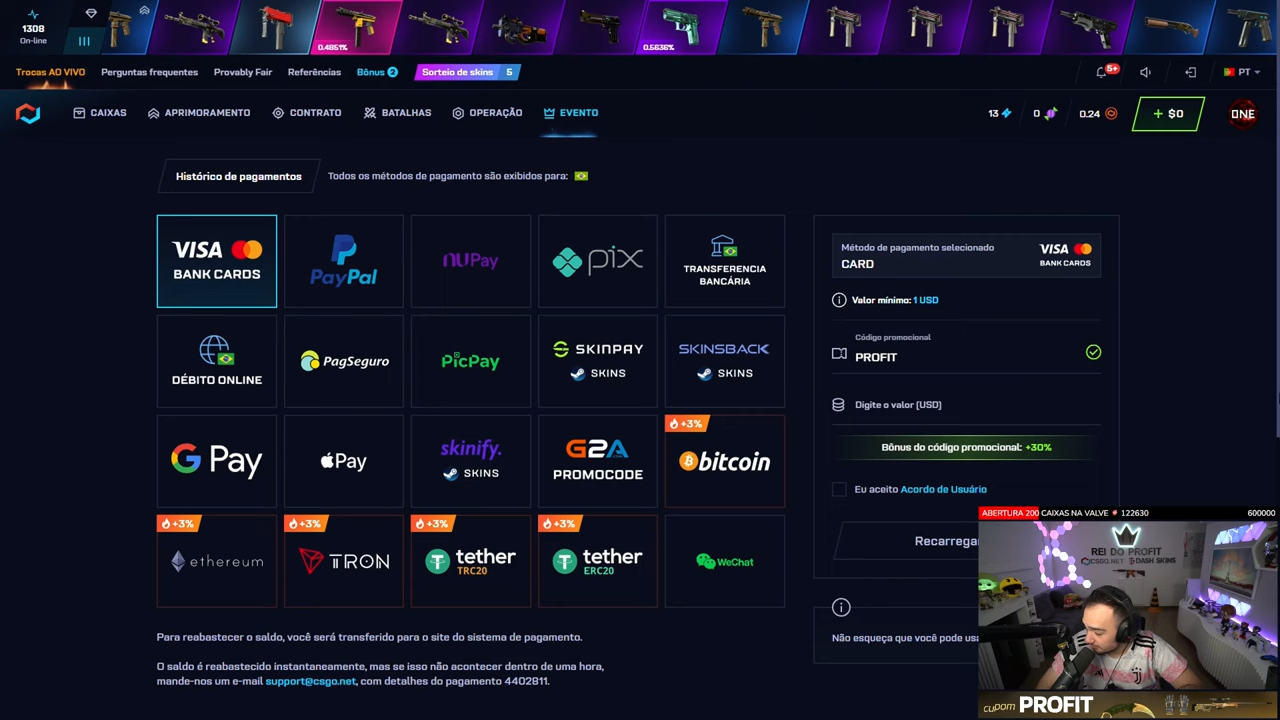 1308
On-line
0.4851%
0.5636%
Trocas AO VIVO
Perguntas frequentes
Provably Fair
Referências
Bônus 2
Sorteio de skins 5
5+
PT
CAIXAS
APRIMORAMENTO
CONTRATO
BATALHAS
OPERAÇÃO
EVENTO
13
0
0.24
+ $0
ONE
Histórico de pagamentos
Todos os métodos de pagamento são exibidos para:
VISA
BANK CARDS
PayPal
nuPay
pix
TRANSFERENCIA
BANCÁRIA
DÉBITO ONLINE
PagSeguro
PicPay
SKINPAY
SKINS
SKINSBACK
SKINS
G Pay
Pay
skinify.
SKINS
G2A
PROMOCODE
+3%
bitcoin
+3%
ethereum
+3%
TRON
+3%
tether
TRC20
+3%
tether
ERC20
WeChat
Para reabastecer o saldo, você será transferido para o site do sistema de pagamento.
O saldo é reabastecido instantaneamente, mas se isso não acontecer dentro de uma hora,
mande-nos um e-mail support@csgo.net, com detalhes do pagamento 4402811.
Método de pagamento selecionado
CARD
VISA
BANK CARDS
Valor mínimo: 1 USD
Código promocional
PROFIT
Digite o valor (USD)
Bônus do código promocional: +30%
Eu aceito Acordo de Usuário
Recarregar
Não esqueça que você pode usa
ABERTURA 200 CAIXAS NA VALVE 122630 600000
REI DO PROFIT
CSGO.NET DASH SKINS
CUPOM PROFIT